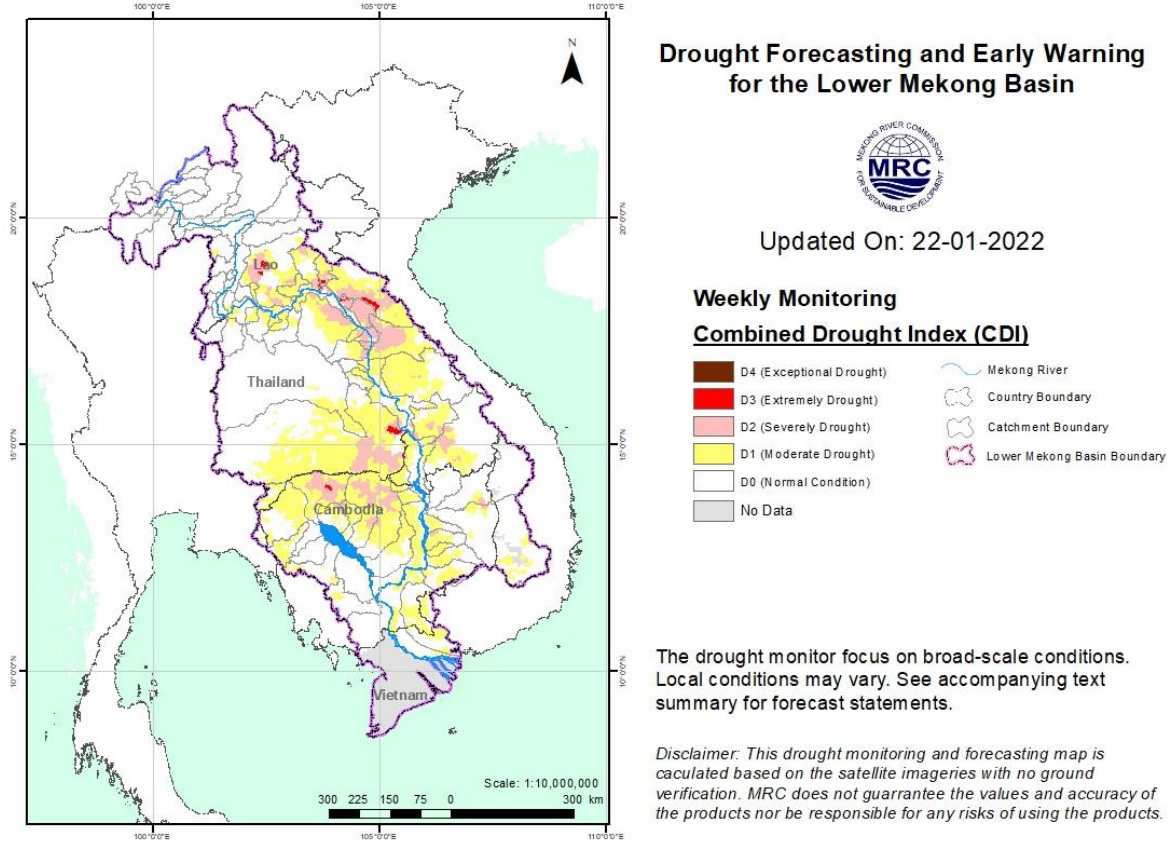 100°0'0"E
105°0'0"E
110°0'0"E
N
20°0'0"N
20°0'0"N
15°0'0"N
15°0'0"N
10°0'0"N
10°0'0"N
Lao
Thailand
Cambodia
Vietnam
Scale: 1:10,000,000
300 225 150 75 0 300 km
100°0'0"E
105°0'0"E
110°0'0"E
Drought Forecasting and Early Warning
for the Lower Mekong Basin
MEKONG RIVER COMMISSION
MRC
FOR SUSTAINABLE DEVELOPMENT
Updated On: 22-01-2022
Weekly Monitoring
Combined Drought Index (CDI)
D4 (Exceptional Drought)
D3 (Extremely Drought)
D2 (Severely Drought)
D1 (Moderate Drought)
D0 (Normal Condition)
No Data
Mekong River
Country Boundary
Catchment Boundary
Lower Mekong Basin Boundary
The drought monitor focus on broad-scale conditions.
Local conditions may vary. See accompanying text
summary for forecast statements.
Disclaimer: This drought monitoring and forecasting map is
caculated based on the satellite imageries with no ground
verification. MRC does not guarrantee the values and accuracy of
the products nor be responsible for any risks of using the products.